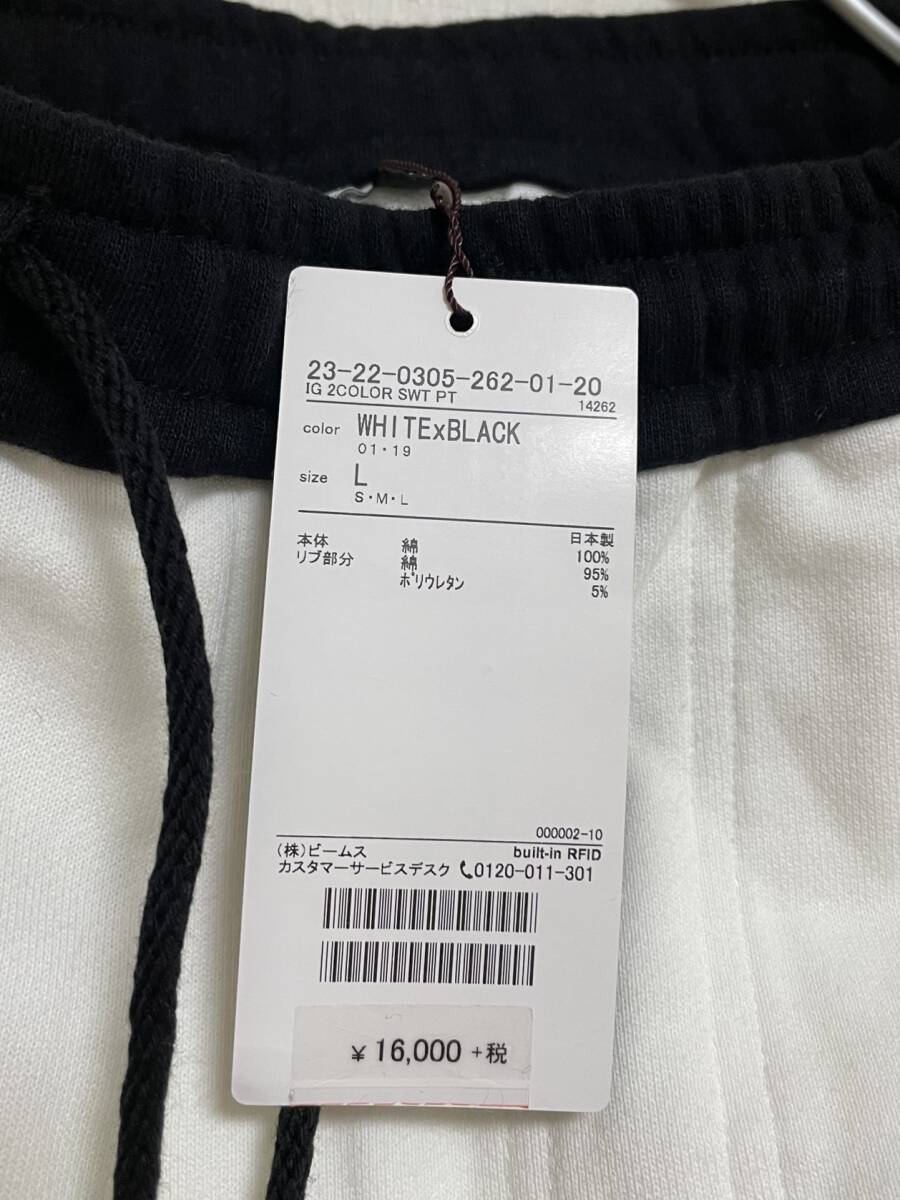 23-22-0305-262-01-20
IG 2COLOR SWT PT 14262
color WHITExBLACK
01・19
size L
S・M・L
日本製
本体 綿 100%
リブ部分 綿 95%
ポリウレタン 5%
000002-10
(株)ビームス built-in RFID
カスタマーサービスデスク 0120-011-301
¥ 16,000 +税